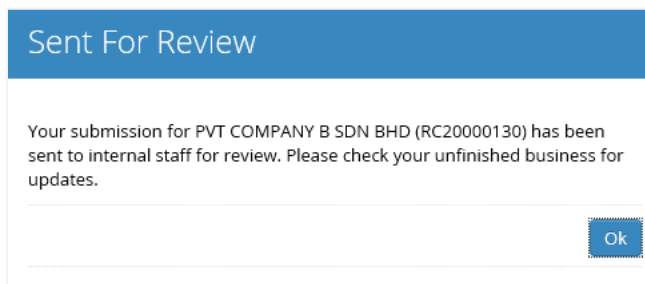 Sent For Review
Your submission for PVT COMPANY B SDN BHD (RC20000130) has been
sent to internal staff for review. Please check your unfinished business for
updates.
Ok